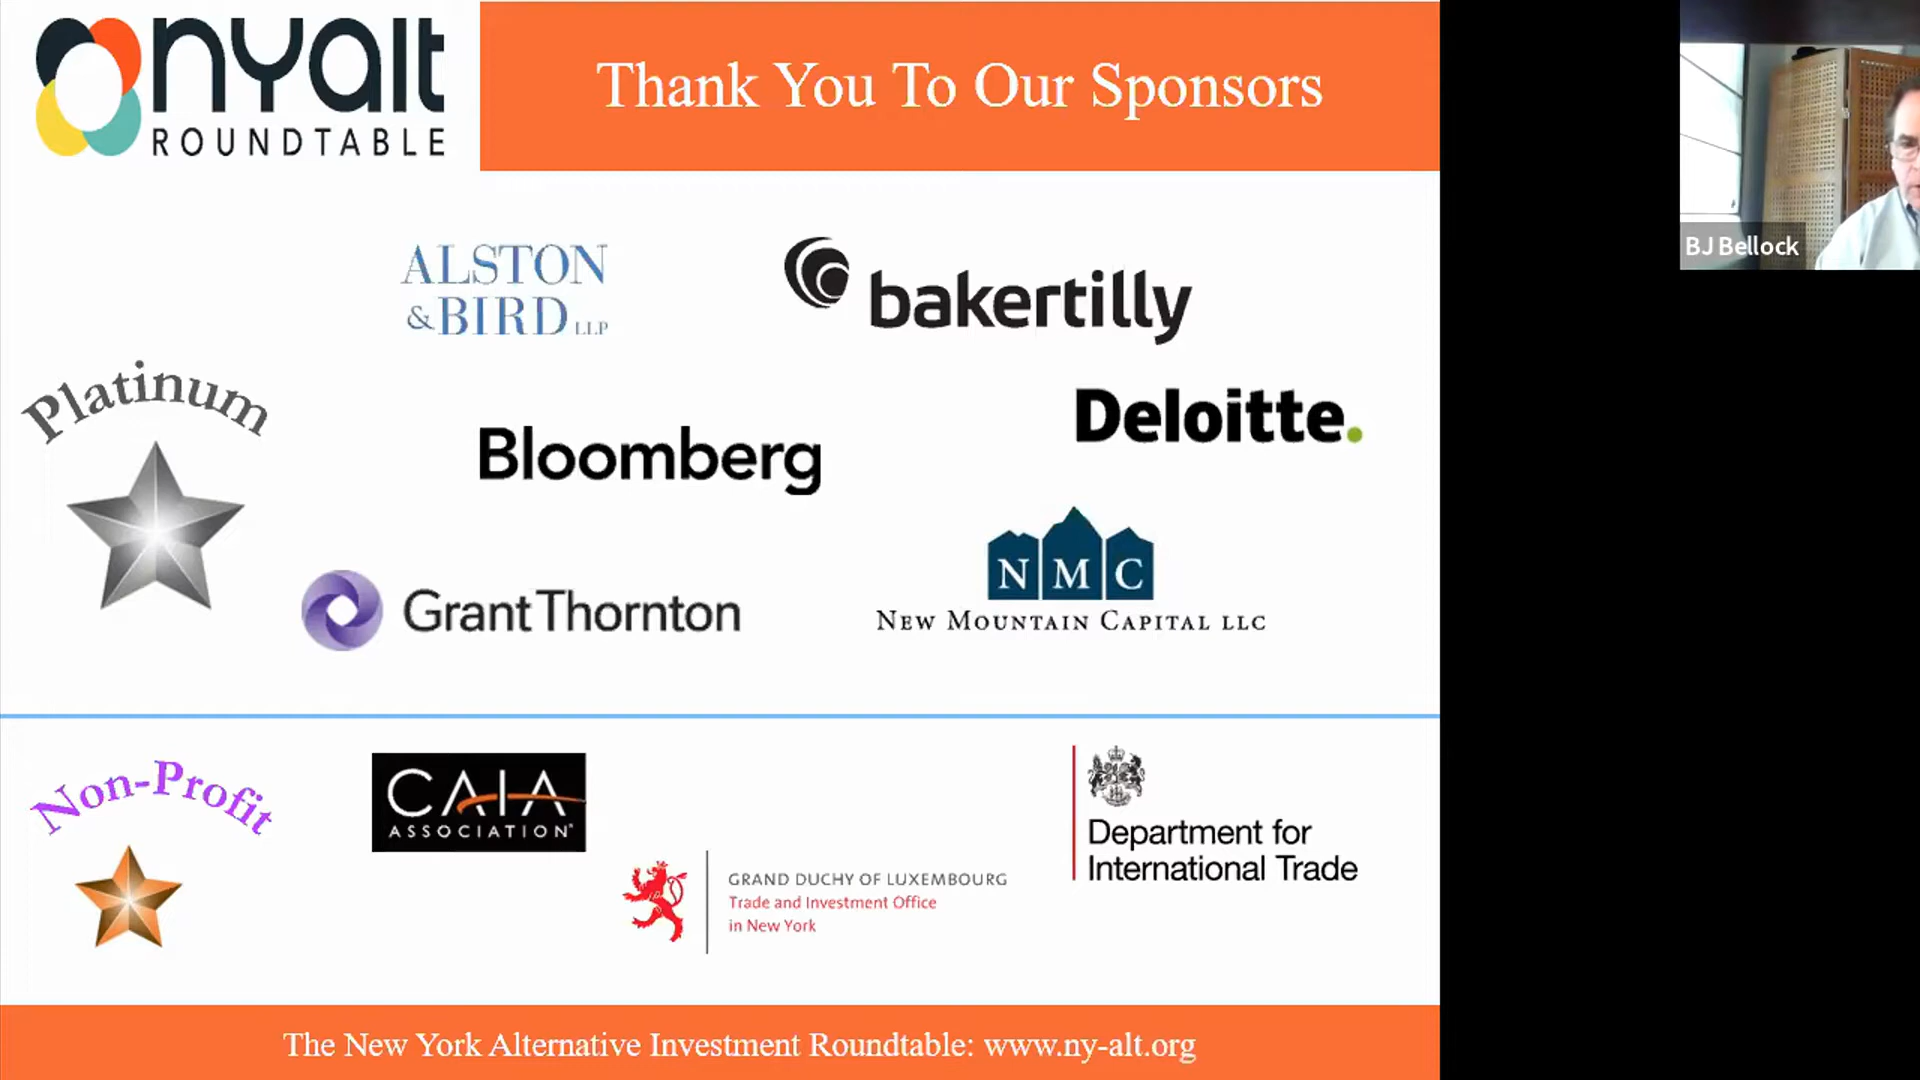 nyalt
ROUNDTABLE
Thank You To Our Sponsors
ALSTON
& BIRD LLP
bakertilly
Platinum
Bloomberg
Deloitte.
Grant Thornton
NMC
NEW MOUNTAIN CAPITAL LLC
Non-Profit
CAIA
ASSOCIATION
GRAND DUCHY OF LUXEMBOURG
Trade and Investment Office
in New York
Department for
International Trade
The New York Alternative Investment Roundtable: www.ny-alt.org
BJ Bellock